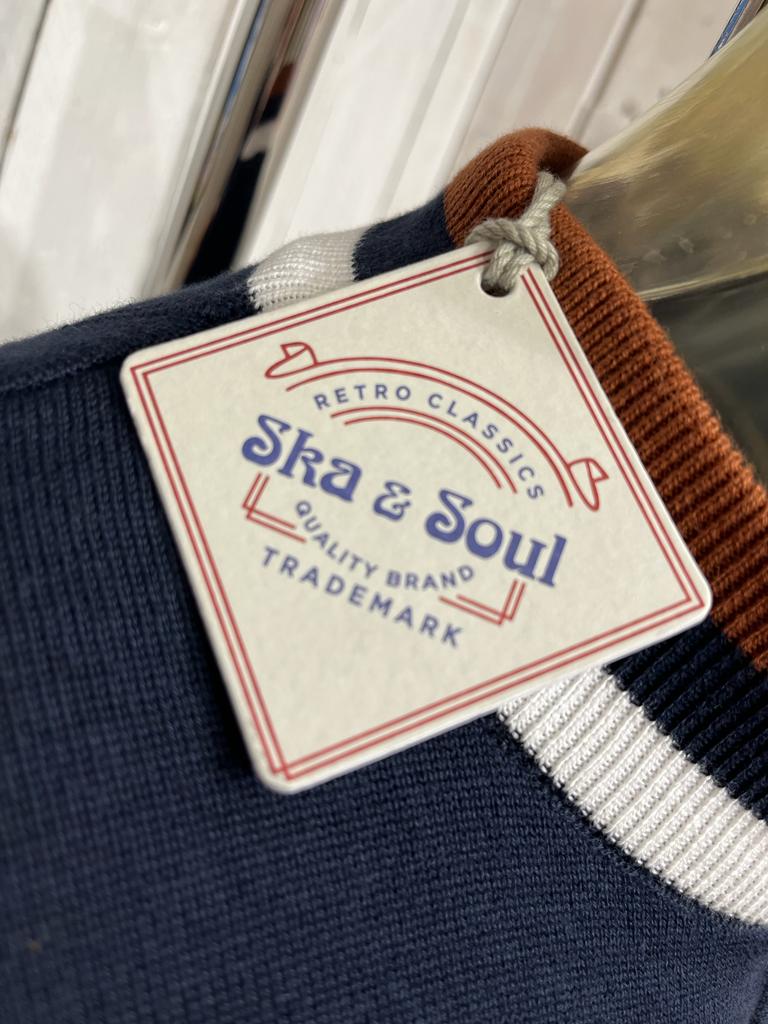 RETRO CLASSICS
Ska & Soul
QUALITY BRAND
TRADEMARK